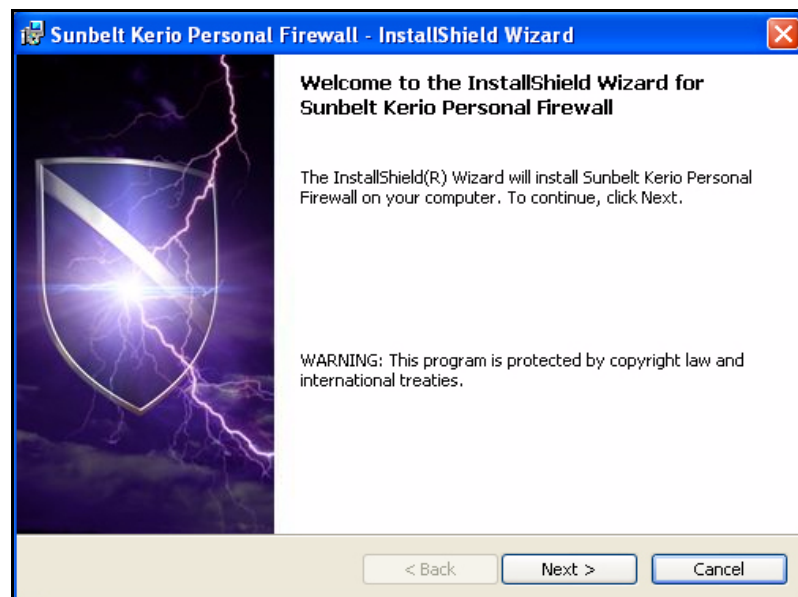 Sunbelt Kerio Personal Firewall - InstallShield Wizard
Welcome to the InstallShield Wizard for
Sunbelt Kerio Personal Firewall
The InstallShield(R) Wizard will install Sunbelt Kerio Personal
Firewall on your computer. To continue, click Next.
WARNING: This program is protected by copyright law and
international treaties.
< Back
Next >
Cancel